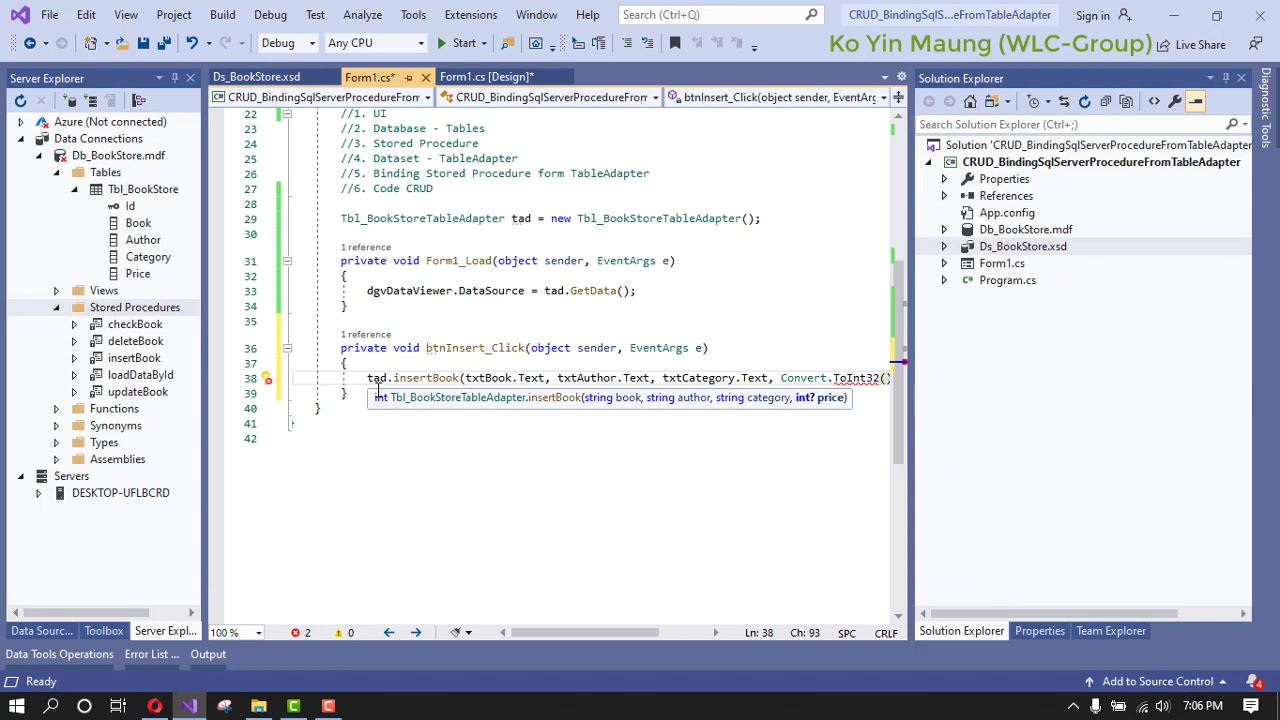 File Edit View Project Build Debug Test Analyze Tools Extensions Window Help Search (Ctrl+Q) CRUD_BindingSqlS...eFromTableAdapter Sign in
Debug Any CPU Start Ko Yin Maung (WLC-Group) Live Share
Server Explorer
Azure (Not connected)
Data Connections
Db_BookStore.mdf
Tables
Tbl_BookStore
Id
Book
Author
Category
Price
Views
Stored Procedures
checkBook
deleteBook
insertBook
loadDataByAll
updateBook
Functions
Synonyms
Types
Assemblies
Servers
DESKTOP-UFLBCRD
Data Sourc... Toolbox Server Expl...
Ds_BookStore.xsd Form1.cs* Form1.cs [Design]*
CRUD_BindingSqlServerProcedureFrom CRUD_BindingSqlServerProcedureFrom btnInsert_Click(object sender, EventArg
22 //1. UI
23 //2. Database - Tables
24 //3. Stored Procedure
25 //4. Dataset - TableAdapter
26 //5. Binding Stored Procedure form TableAdapter
27 //6. Code CRUD
28
29 Tbl_BookStoreTableAdapter tad = new Tbl_BookStoreTableAdapter();
30
1 reference
31 private void Form1_Load(object sender, EventArgs e)
32 {
33 dgvDataViewer.DataSource = tad.GetData();
34 }
35
1 reference
36 private void btnInsert_Click(object sender, EventArgs e)
37 {
38 tad.insertBook(txtBook.Text, txtAuthor.Text, txtCategory.Text, Convert.ToInt32()
39 }
int Tbl_BookStoreTableAdapter.insertBook(string book, string author, string category, int? price)
40 }
41 }
42
100 % 2 0 Ln: 38 Ch: 93 SPC CRLF
Solution Explorer
Search Solution Explorer (Ctrl+;)
Solution 'CRUD_BindingSqlServerProcedureFromTableAdapter
CRUD_BindingSqlServerProcedureFromTableAdapter
Properties
References
App.config
Db_BookStore.mdf
Ds_BookStore.xsd
Form1.cs
Program.cs
Solution Explorer Properties Team Explorer
Diagnostic Tools
Data Tools Operations Error List ... Output
Ready Add to Source Control 4
7:06 PM